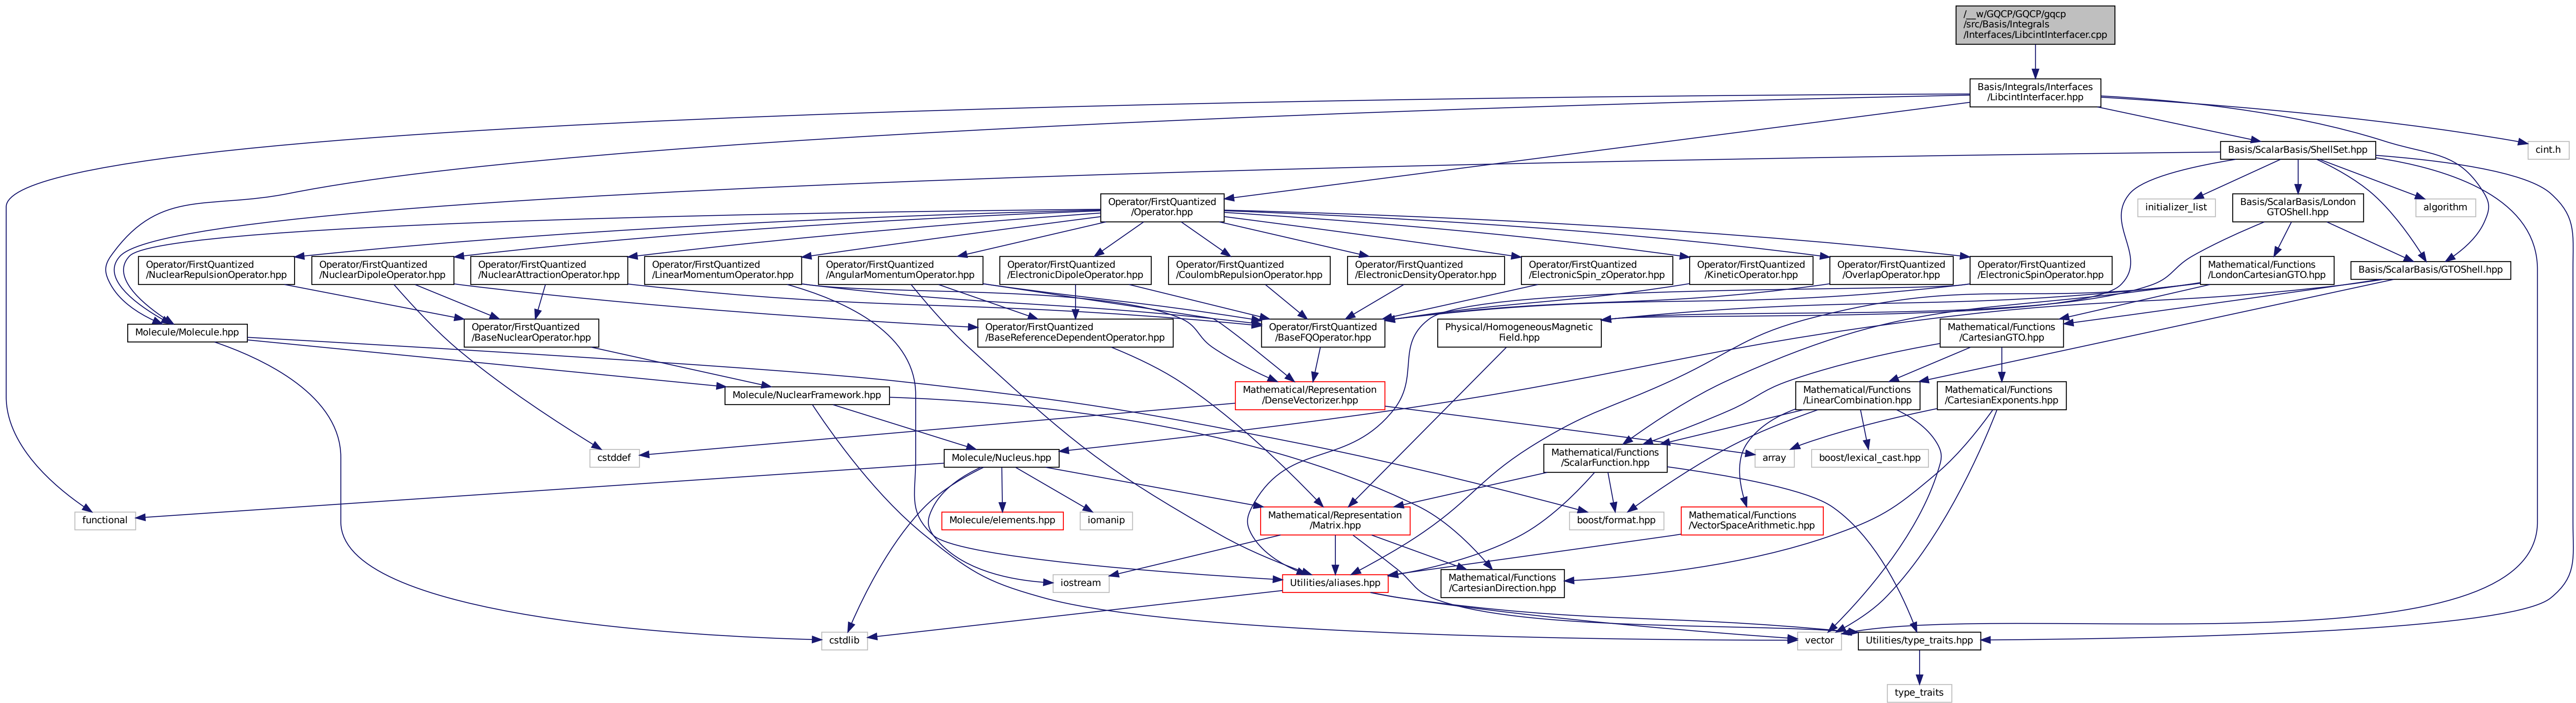 /__w/GQCP/GQCP/gqcp
/src/Basis/Integrals
/Interfaces/LibcintInterfacer.cpp
Basis/Integrals/Interfaces
/LibcintInterfacer.hpp
Basis/ScalarBasis/ShellSet.hpp
cint.h
Operator/FirstQuantized
/Operator.hpp
initializer_list
Basis/ScalarBasis/London
GTOShell.hpp
algorithm
Operator/FirstQuantized
/NuclearRepulsionOperator.hpp
Operator/FirstQuantized
/NuclearDipoleOperator.hpp
Operator/FirstQuantized
/NuclearAttractionOperator.hpp
Operator/FirstQuantized
/LinearMomentumOperator.hpp
Operator/FirstQuantized
/AngularMomentumOperator.hpp
Operator/FirstQuantized
/ElectronicDipoleOperator.hpp
Operator/FirstQuantized
/CoulombRepulsionOperator.hpp
Operator/FirstQuantized
/ElectronicDensityOperator.hpp
Operator/FirstQuantized
/ElectronicSpin_zOperator.hpp
Operator/FirstQuantized
/KineticOperator.hpp
Operator/FirstQuantized
/OverlapOperator.hpp
Operator/FirstQuantized
/ElectronicSpinOperator.hpp
Mathematical/Functions
/LondonCartesianGTO.hpp
Basis/ScalarBasis/GTOShell.hpp
Molecule/Molecule.hpp
Operator/FirstQuantized
/BaseNuclearOperator.hpp
Operator/FirstQuantized
/BaseReferenceDependentOperator.hpp
Operator/FirstQuantized
/BaseFQOperator.hpp
Physical/HomogeneousMagnetic
Field.hpp
Mathematical/Functions
/CartesianGTO.hpp
Molecule/NuclearFramework.hpp
Mathematical/Representation
/DenseVectorizer.hpp
Mathematical/Functions
/LinearCombination.hpp
Mathematical/Functions
/CartesianExponents.hpp
cstddef
Molecule/Nucleus.hpp
Mathematical/Functions
/ScalarFunction.hpp
array
boost/lexical_cast.hpp
functional
Molecule/elements.hpp
iomanip
Mathematical/Representation
/Matrix.hpp
boost/format.hpp
Mathematical/Functions
/VectorSpaceArithmetic.hpp
iostream
Utilities/aliases.hpp
Mathematical/Functions
/CartesianDirection.hpp
cstdlib
vector
Utilities/type_traits.hpp
type_traits